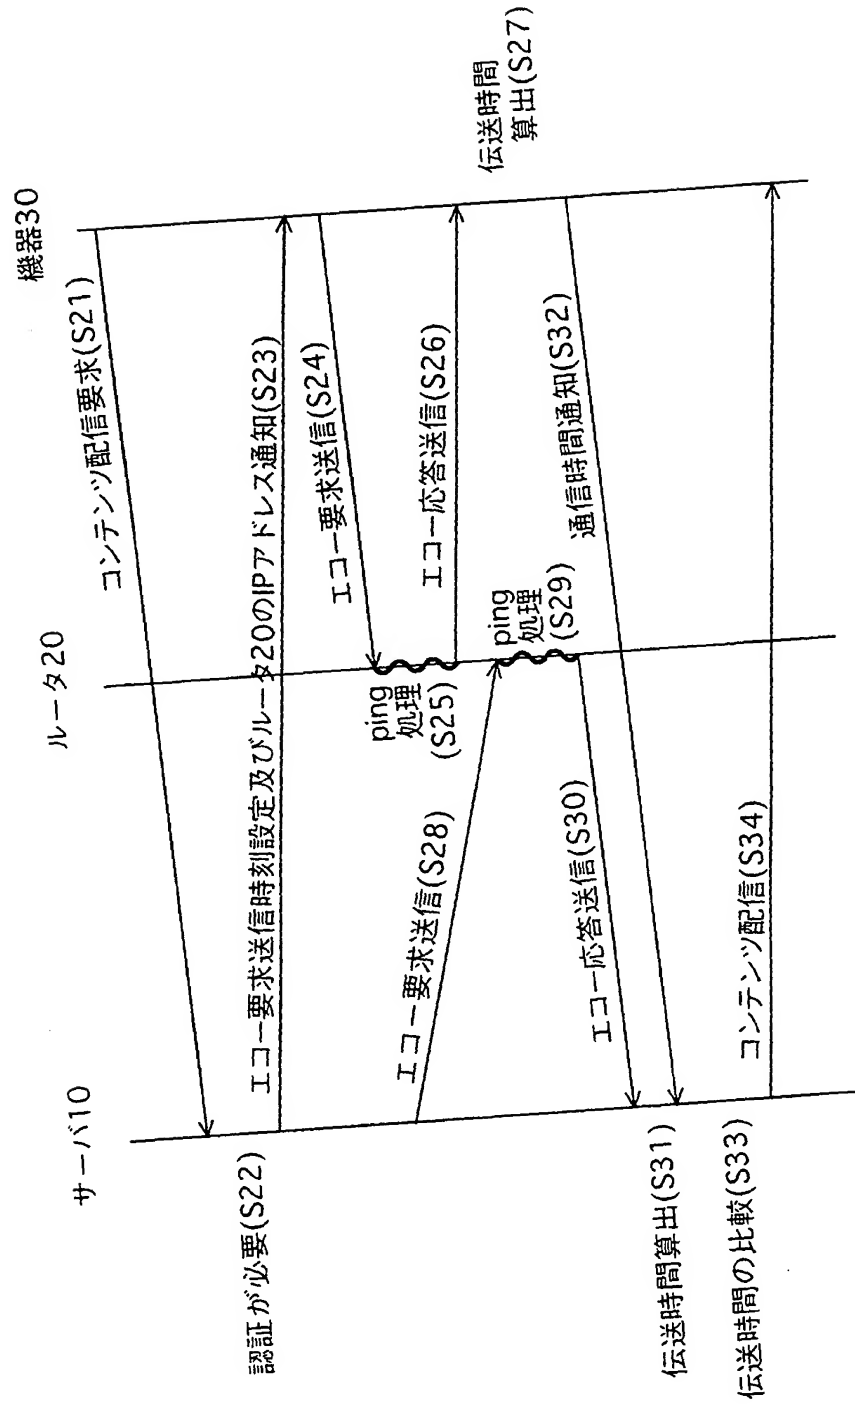 サーバ10
ルータ20
機器30
コンテンツ配信要求(S21)
認証が必要(S22)
エコー要求送信時刻設定及びルータ20のIPアドレス通知(S23)
エコー要求送信(S24)
ping
処理
(S25)
エコー応答送信(S26)
伝送時間
算出(S27)
エコー要求送信(S28)
ping
処理
(S29)
エコー応答送信(S30)
伝送時間算出(S31)
通信時間通知(S32)
伝送時間の比較(S33)
コンテンツ配信(S34)